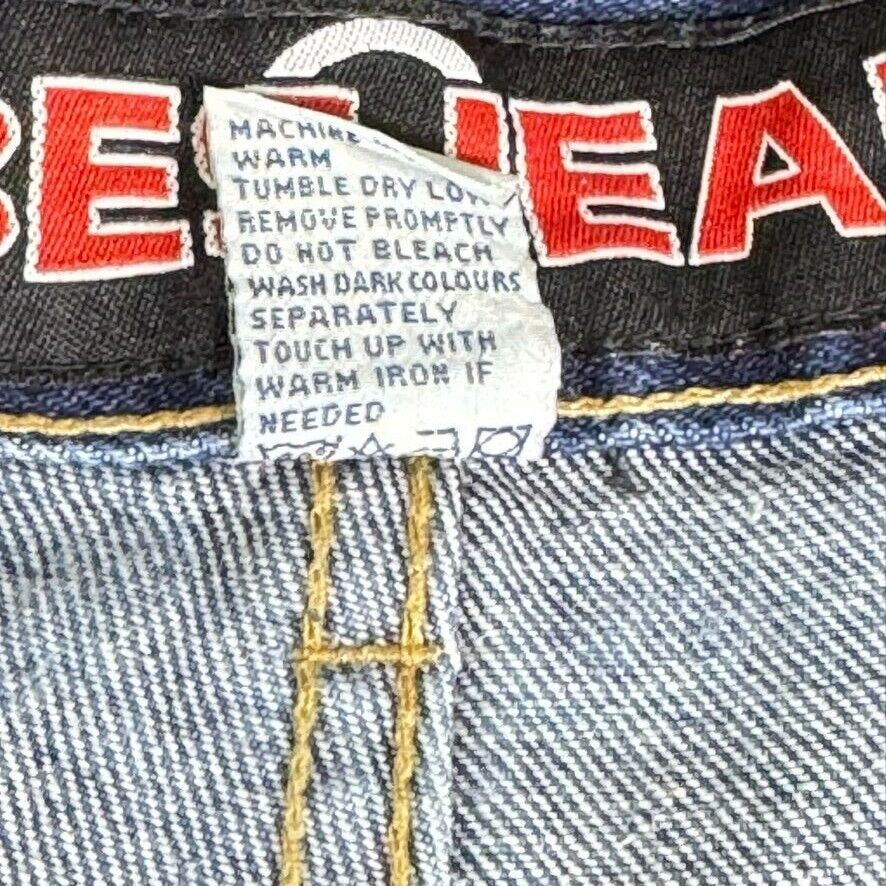 MACHINE
WARM
TUMBLE DRY LOW
REMOVE PROMPTLY
DO NOT BLEACH
WASH DARK COLOURS
SEPARATELY
TOUCH UP WITH
WARM IRON IF
NEEDED